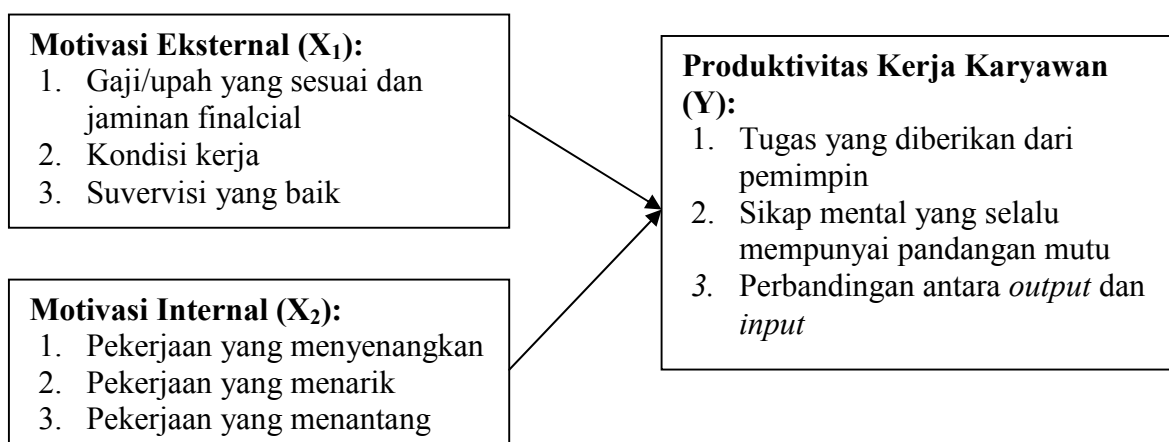 Motivasi Eksternal (X₁):
1. Gaji/upah yang sesuai dan
jaminan finalcial
2. Kondisi kerja
3. Suvervisi yang baik
Motivasi Internal (X₂):
1. Pekerjaan yang menyenangkan
2. Pekerjaan yang menarik
3. Pekerjaan yang menantang
Produktivitas Kerja Karyawan
(Y):
1. Tugas yang diberikan dari
pemimpin
2. Sikap mental yang selalu
mempunyai pandangan mutu
3. Perbandingan antara output dan
input